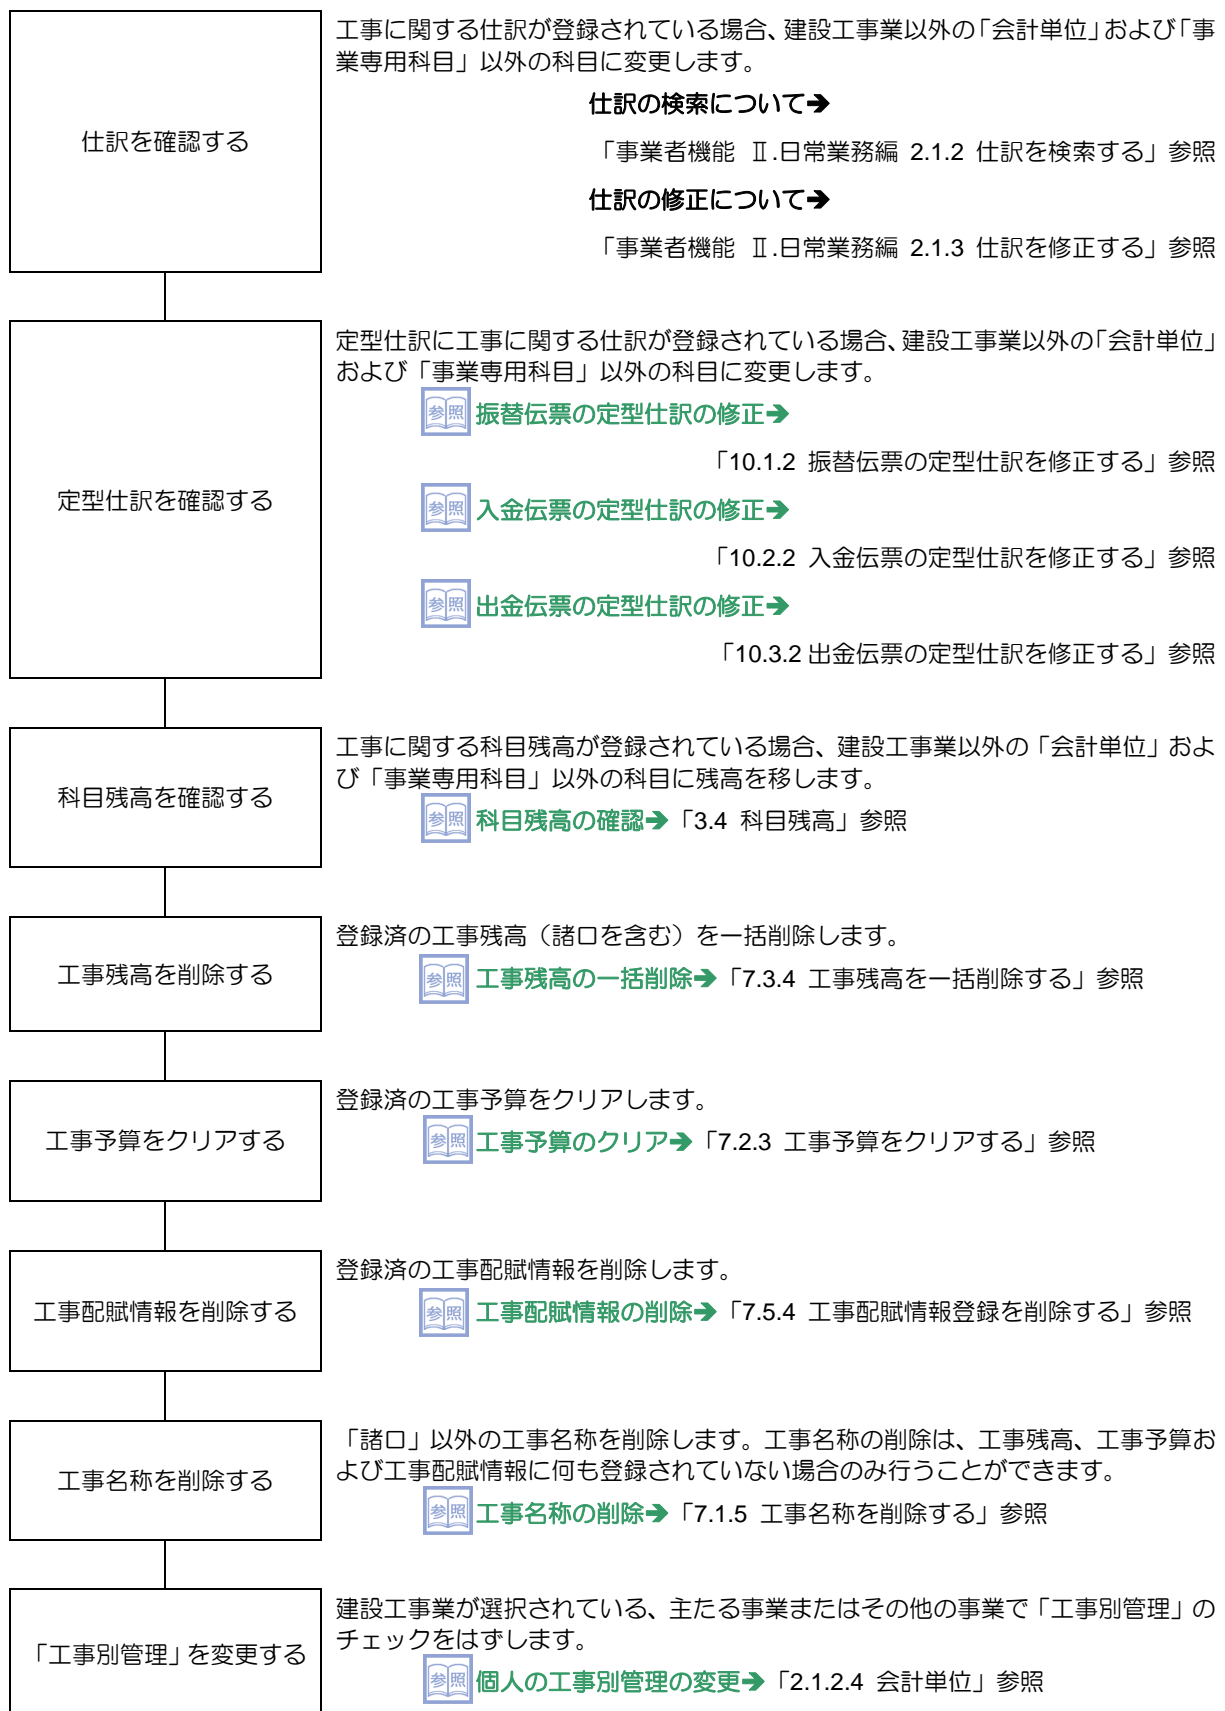 仕訳を確認する
工事に関する仕訳が登録されている場合、建設工事業以外の「会計単位」および「事
業専用科目」以外の科目に変更します。
仕訳の検索について➔
「事業者機能 Ⅱ.日常業務編 2.1.2 仕訳を検索する」参照
仕訳の修正について➔
「事業者機能 Ⅱ.日常業務編 2.1.3 仕訳を修正する」参照
定型仕訳を確認する
定型仕訳に工事に関する仕訳が登録されている場合、建設工事業以外の「会計単位」
および「事業専用科目」以外の科目に変更します。
参照 振替伝票の定型仕訳の修正➔
「10.1.2 振替伝票の定型仕訳を修正する」参照
参照 入金伝票の定型仕訳の修正➔
「10.2.2 入金伝票の定型仕訳を修正する」参照
参照 出金伝票の定型仕訳の修正➔
「10.3.2 出金伝票の定型仕訳を修正する」参照
科目残高を確認する
工事に関する科目残高が登録されている場合、建設工事業以外の「会計単位」およ
び「事業専用科目」以外の科目に残高を移します。
参照 科目残高の確認➔「3.4 科目残高」参照
工事残高を削除する
登録済の工事残高（諸口を含む）を一括削除します。
参照 工事残高の一括削除➔「7.3.4 工事残高を一括削除する」参照
工事予算をクリアする
登録済の工事予算をクリアします。
参照 工事予算のクリア➔「7.2.3 工事予算をクリアする」参照
工事配賦情報を削除する
登録済の工事配賦情報を削除します。
参照 工事配賦情報の削除➔「7.5.4 工事配賦情報登録を削除する」参照
工事名称を削除する
「諸口」以外の工事名称を削除します。工事名称の削除は、工事残高、工事予算お
よび工事配賦情報に何も登録されていない場合のみ行うことができます。
参照 工事名称の削除➔「7.1.5 工事名称を削除する」参照
「工事別管理」を変更する
建設工事業が選択されている、主たる事業またはその他の事業で「工事別管理」の
チェックをはずします。
参照 個人の工事別管理の変更➔「2.1.2.4 会計単位」参照